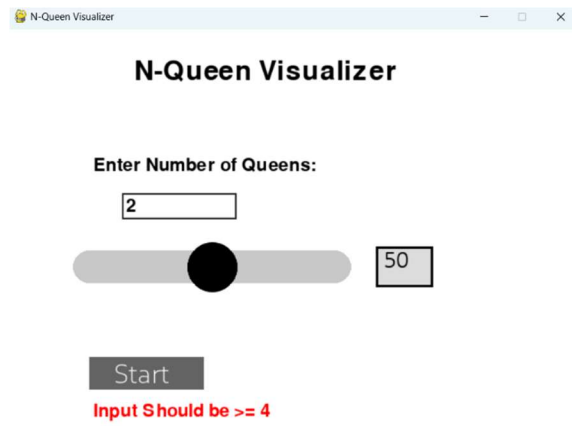 N-Queen Visualizer
N-Queen Visualizer
Enter Number of Queens:
2
50
Start
Input Should be >= 4